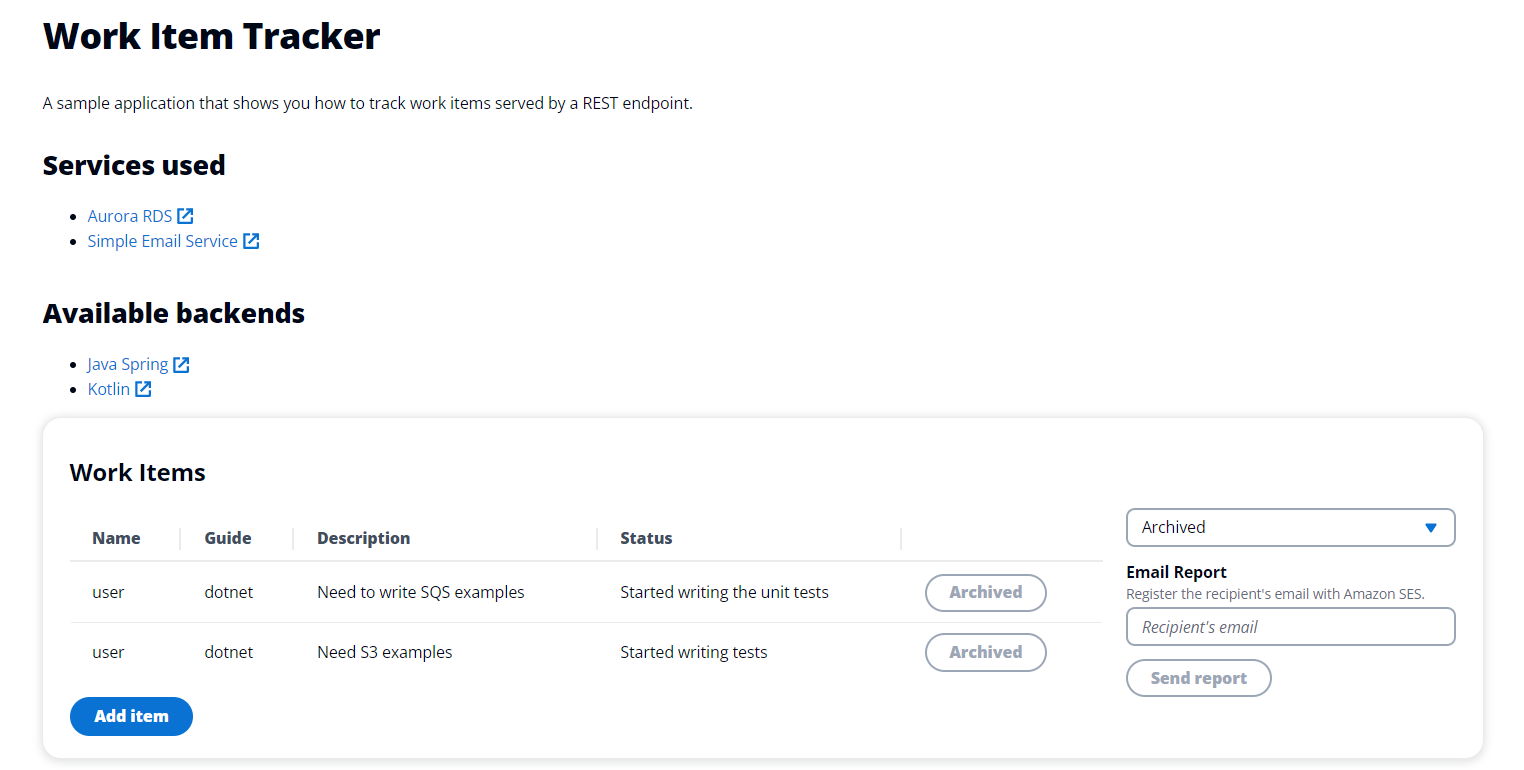 Work Item Tracker
A sample application that shows you how to track work items served by a REST endpoint.
Services used
Aurora RDS
Simple Email Service
Available backends
Java Spring
Kotlin
Work Items
Name Guide Description Status
user dotnet Need to write SQS examples Started writing the unit tests Archived
user dotnet Need S3 examples Started writing tests Archived
Add item
Archived
Email Report
Register the recipient's email with Amazon SES.
Recipient's email
Send report